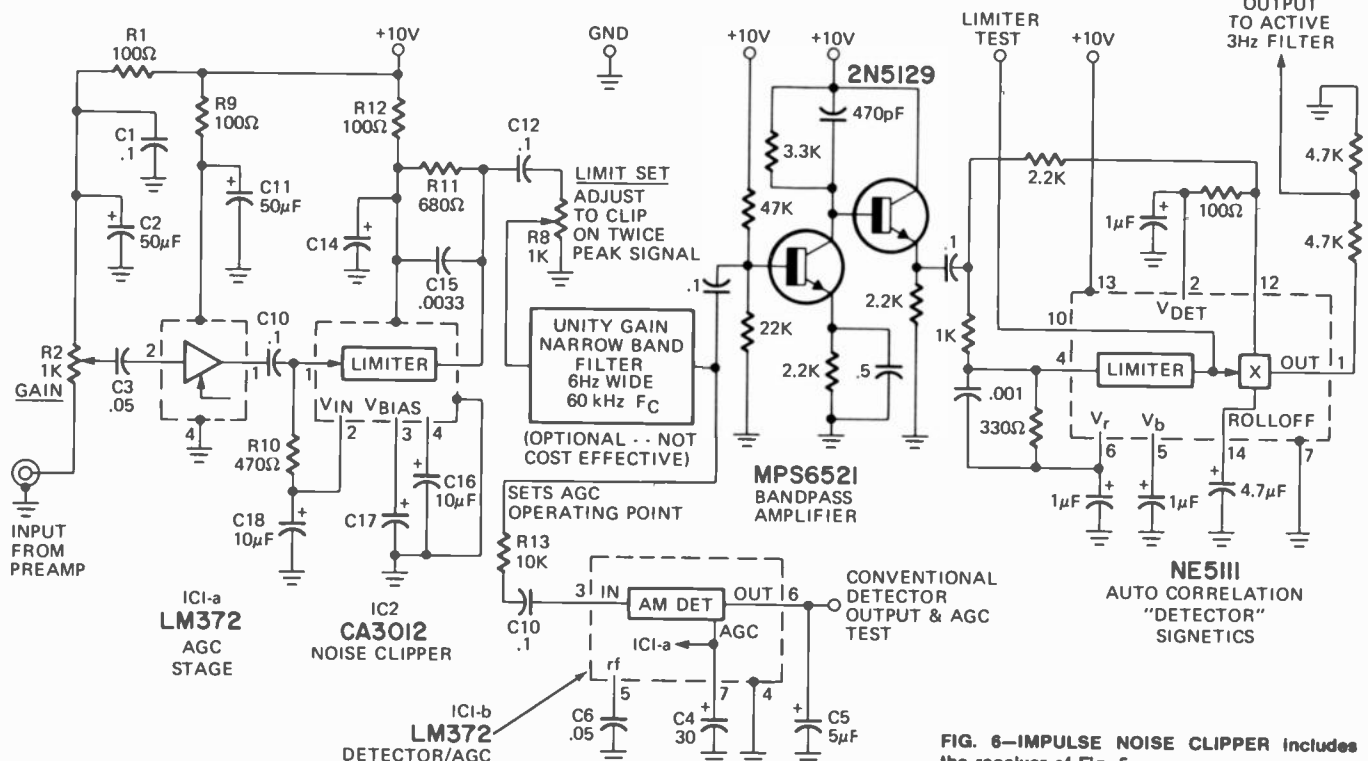 R1
100Ω
+10V
GND
+10V
+10V
LIMITER
TEST
+10V
OUTPUT
TO ACTIVE
3Hz FILTER
2N5129
R9
100Ω
R12
100Ω
C12
.1
470pF
3.3K
2.2K
4.7K
C1
.1
C11
50µF
R11
680Ω
LIMIT SET
ADJUST
TO CLIP
ON TWICE
PEAK SIGNAL
R8
1K
47K
1µF
100Ω
C2
50µF
C14
C15
.0033
.1
.1
4.7K
13
2
12
VDET
10
R2
1K
GAIN
C3
.05
2
C10
.1
1
1
LIMITER
UNITY GAIN
NARROW BAND
FILTER
6Hz WIDE
60 kHz FC
22K
2.2K
.5
2.2K
1K
4
LIMITER
X
OUT
1
.001
330Ω
ROLLOFF
4
VIN
VBIAS
2
3
4
Vr
Vb
6
5
14
7
R10
470Ω
(OPTIONAL - - NOT
COST EFFECTIVE)
C16
10µF
MPS6521
BANDPASS
AMPLIFIER
1µF
1µF
4.7µF
INPUT
FROM
PREAMP
C18
10µF
C17
SETS AGC
OPERATING POINT
R13
10K
NE5111
AUTO CORRELATION
"DETECTOR"
SIGNETICS
ICI-a
LM372
AGC
STAGE
IC2
CA3012
NOISE CLIPPER
C10
.1
3
IN
AM DET
OUT
6
AGC
ICI-a
CONVENTIONAL
DETECTOR
OUTPUT & AGC
TEST
rf
5
7
4
ICI-b
LM372
DETECTOR/AGC
C6
.05
C4
30
C5
5µF
FIG. 6—IMPULSE NOISE CLIPPER includes
the receiver of Fig. 5.